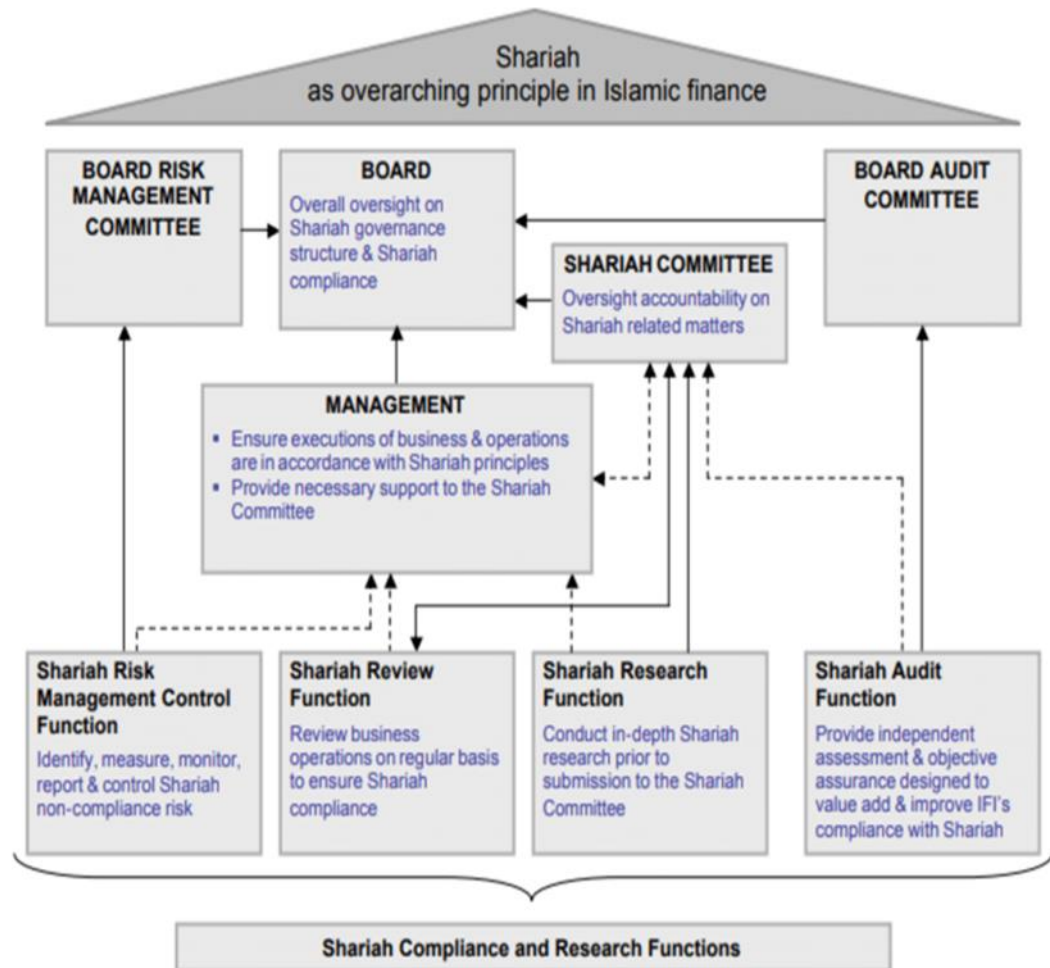 Shariah
as overarching principle in Islamic finance
BOARD RISK
MANAGEMENT
COMMITTEE
BOARD
Overall oversight on
Shariah governance
structure & Shariah
compliance
BOARD AUDIT
COMMITTEE
SHARIAH COMMITTEE
Oversight accountability on
Shariah related matters
MANAGEMENT
▪ Ensure executions of business & operations
are in accordance with Shariah principles
▪ Provide necessary support to the Shariah
Committee
Shariah Risk
Management Control
Function
Identify, measure, monitor,
report & control Shariah
non-compliance risk
Shariah Review
Function
Review business
operations on regular basis
to ensure Shariah
compliance
Shariah Research
Function
Conduct in-depth Shariah
research prior to
submission to the Shariah
Committee
Shariah Audit
Function
Provide independent
assessment & objective
assurance designed to
value add & improve IFI's
compliance with Shariah
Shariah Compliance and Research Functions